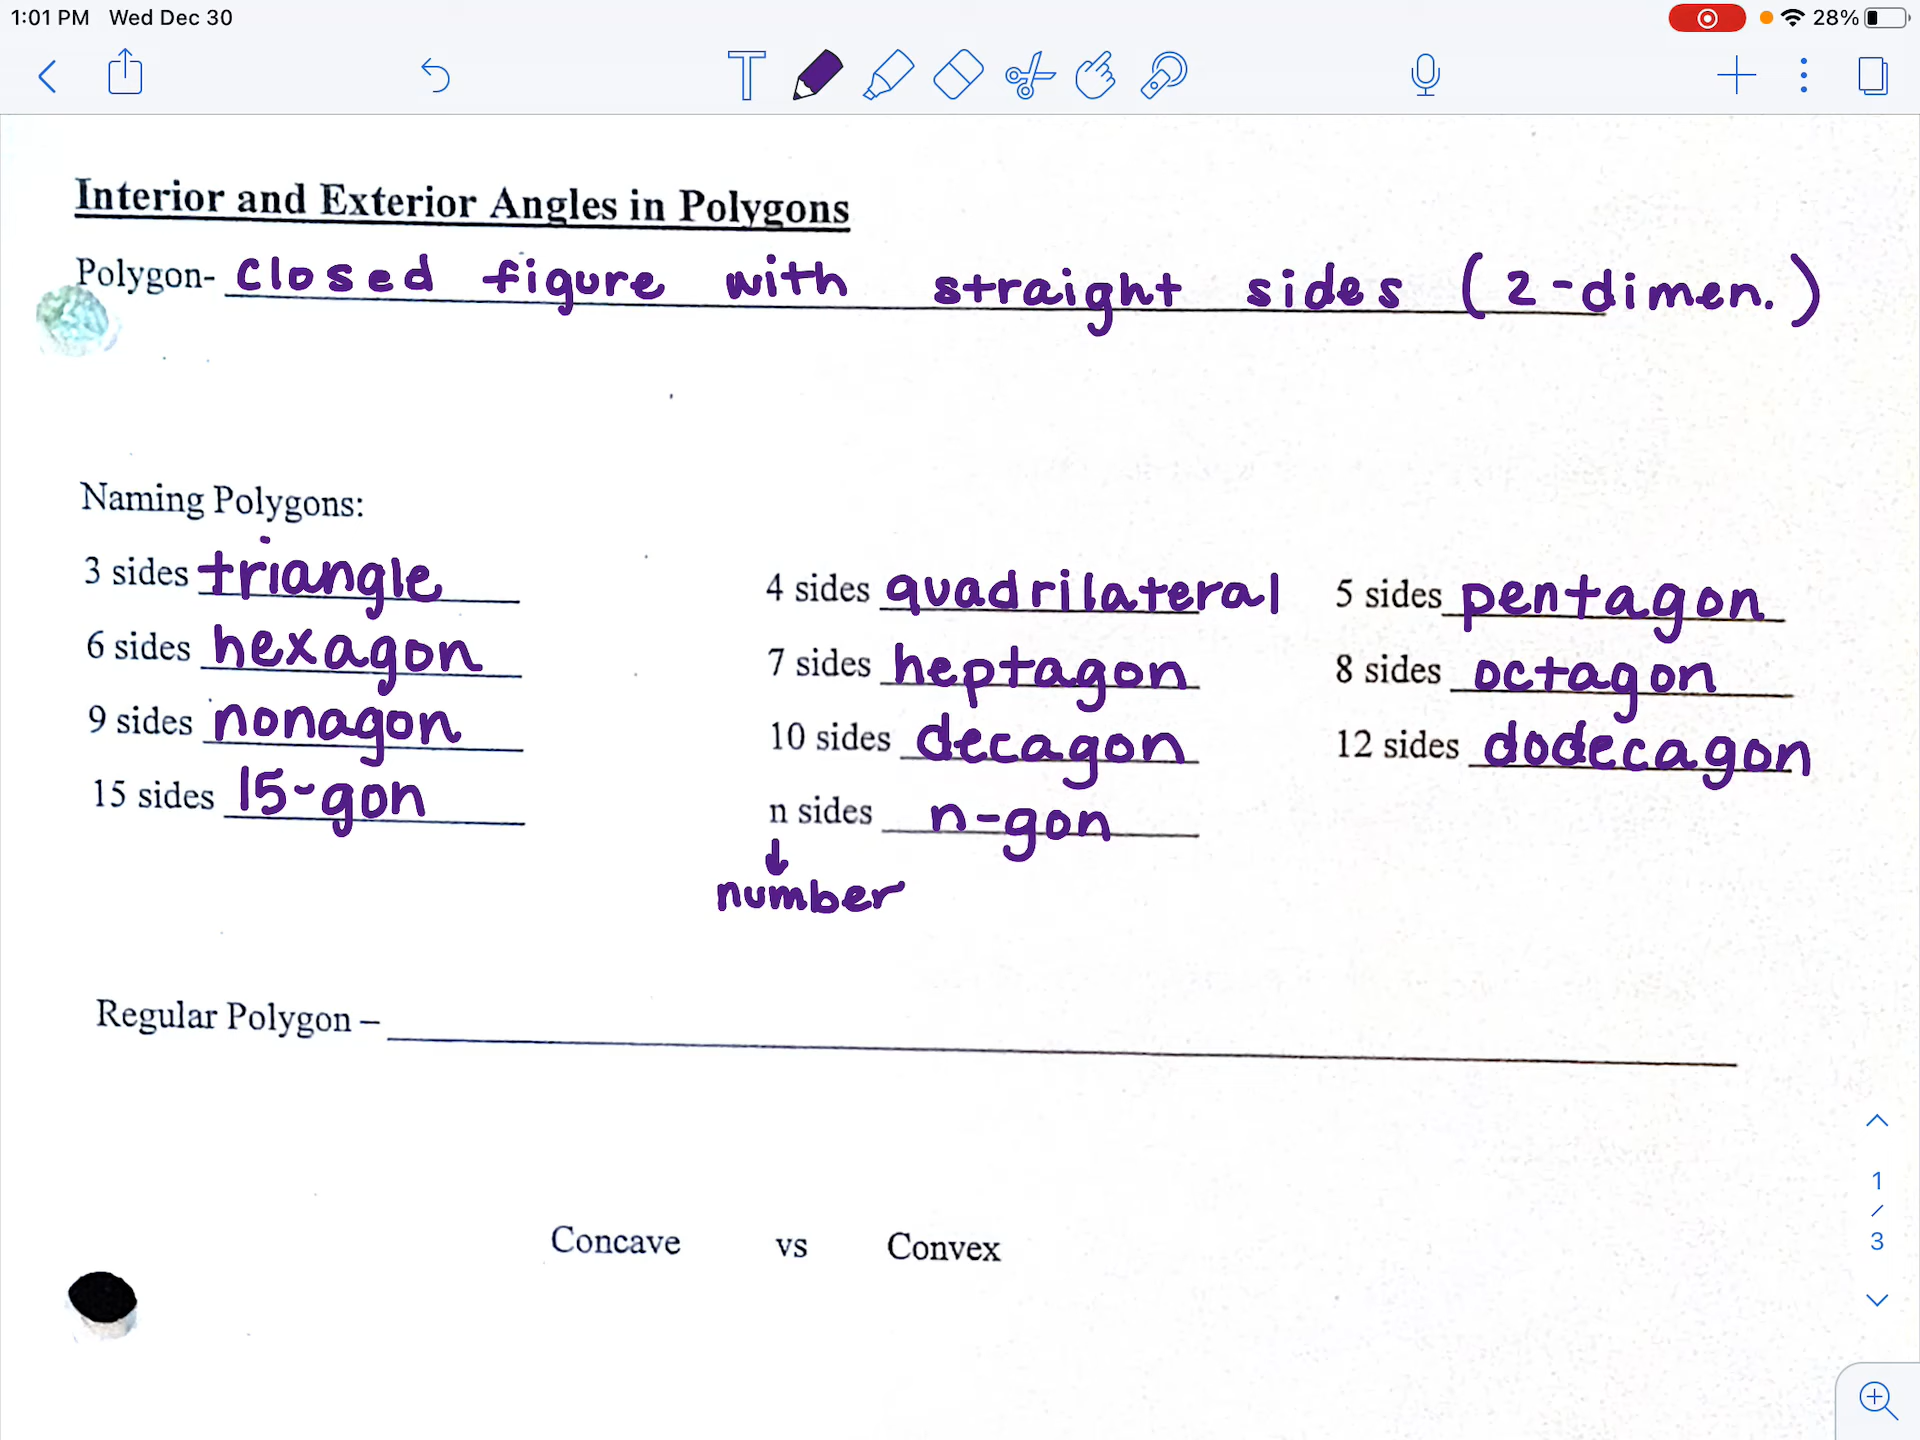 1:01 PM Wed Dec 30 28%
Interior and Exterior Angles in Polygons
Polygon- closed figure with straight sides (2-dimen.)
Naming Polygons:
3 sides triangle 4 sides quadrilateral 5 sides pentagon
6 sides hexagon 7 sides heptagon 8 sides octagon
9 sides nonagon 10 sides decagon 12 sides dodecagon
15 sides 15-gon n sides n-gon
number
Regular Polygon –
Concave vs Convex
1
/
3